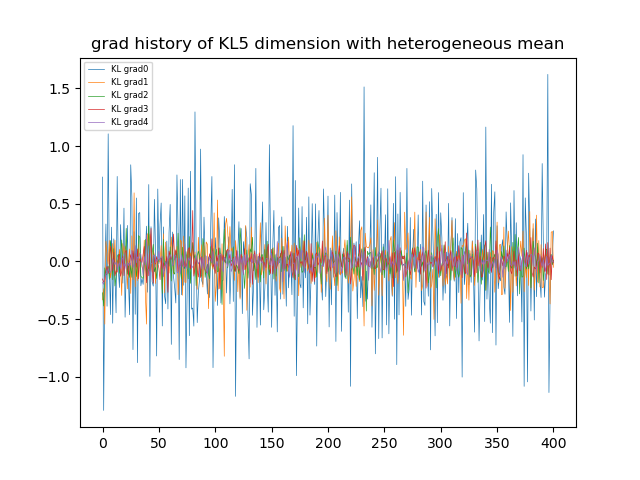 grad history of KL5 dimension with heterogeneous mean
KL grad0
KL grad1
KL grad2
KL grad3
KL grad4
1.5
1.0
0.5
0.0
−0.5
−1.0
0 50 100 150 200 250 300 350 400